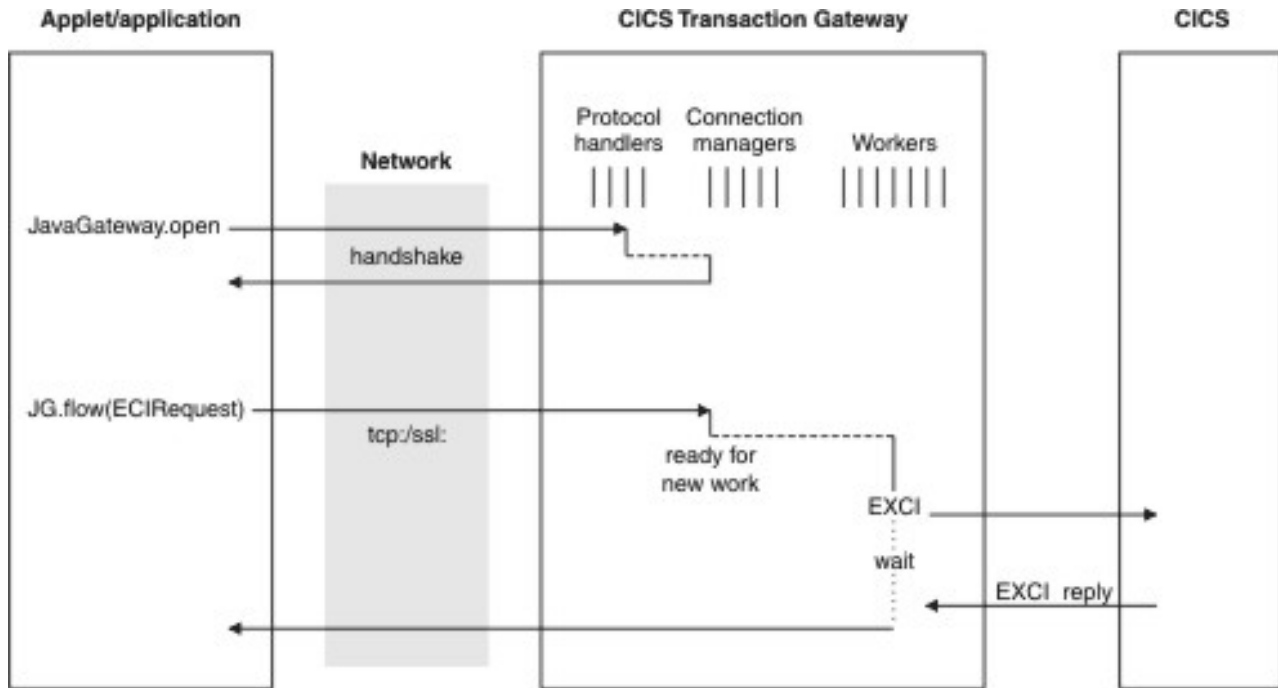 Applet/application
CICS Transaction Gateway
CICS
Protocol
handlers
Connection
managers
Workers
Network
JavaGateway.open
handshake
JG.flow(ECIRequest)
tcp:/ssl:
ready for
new work
EXCI
wait
EXCI reply